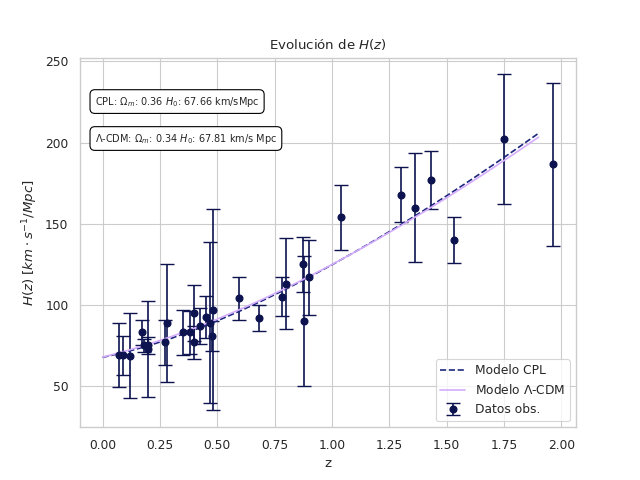 Evolución de H(z)
CPL: Ωm: 0.36 H0: 67.66 km/sMpc
Λ-CDM: Ωm: 0.34 H0: 67.81 km/s Mpc
H(z) [km · s⁻¹/Mpc]
250
200
150
100
50
Modelo CPL
Modelo Λ-CDM
Datos obs.
0.00 0.25 0.50 0.75 1.00 1.25 1.50 1.75 2.00
z